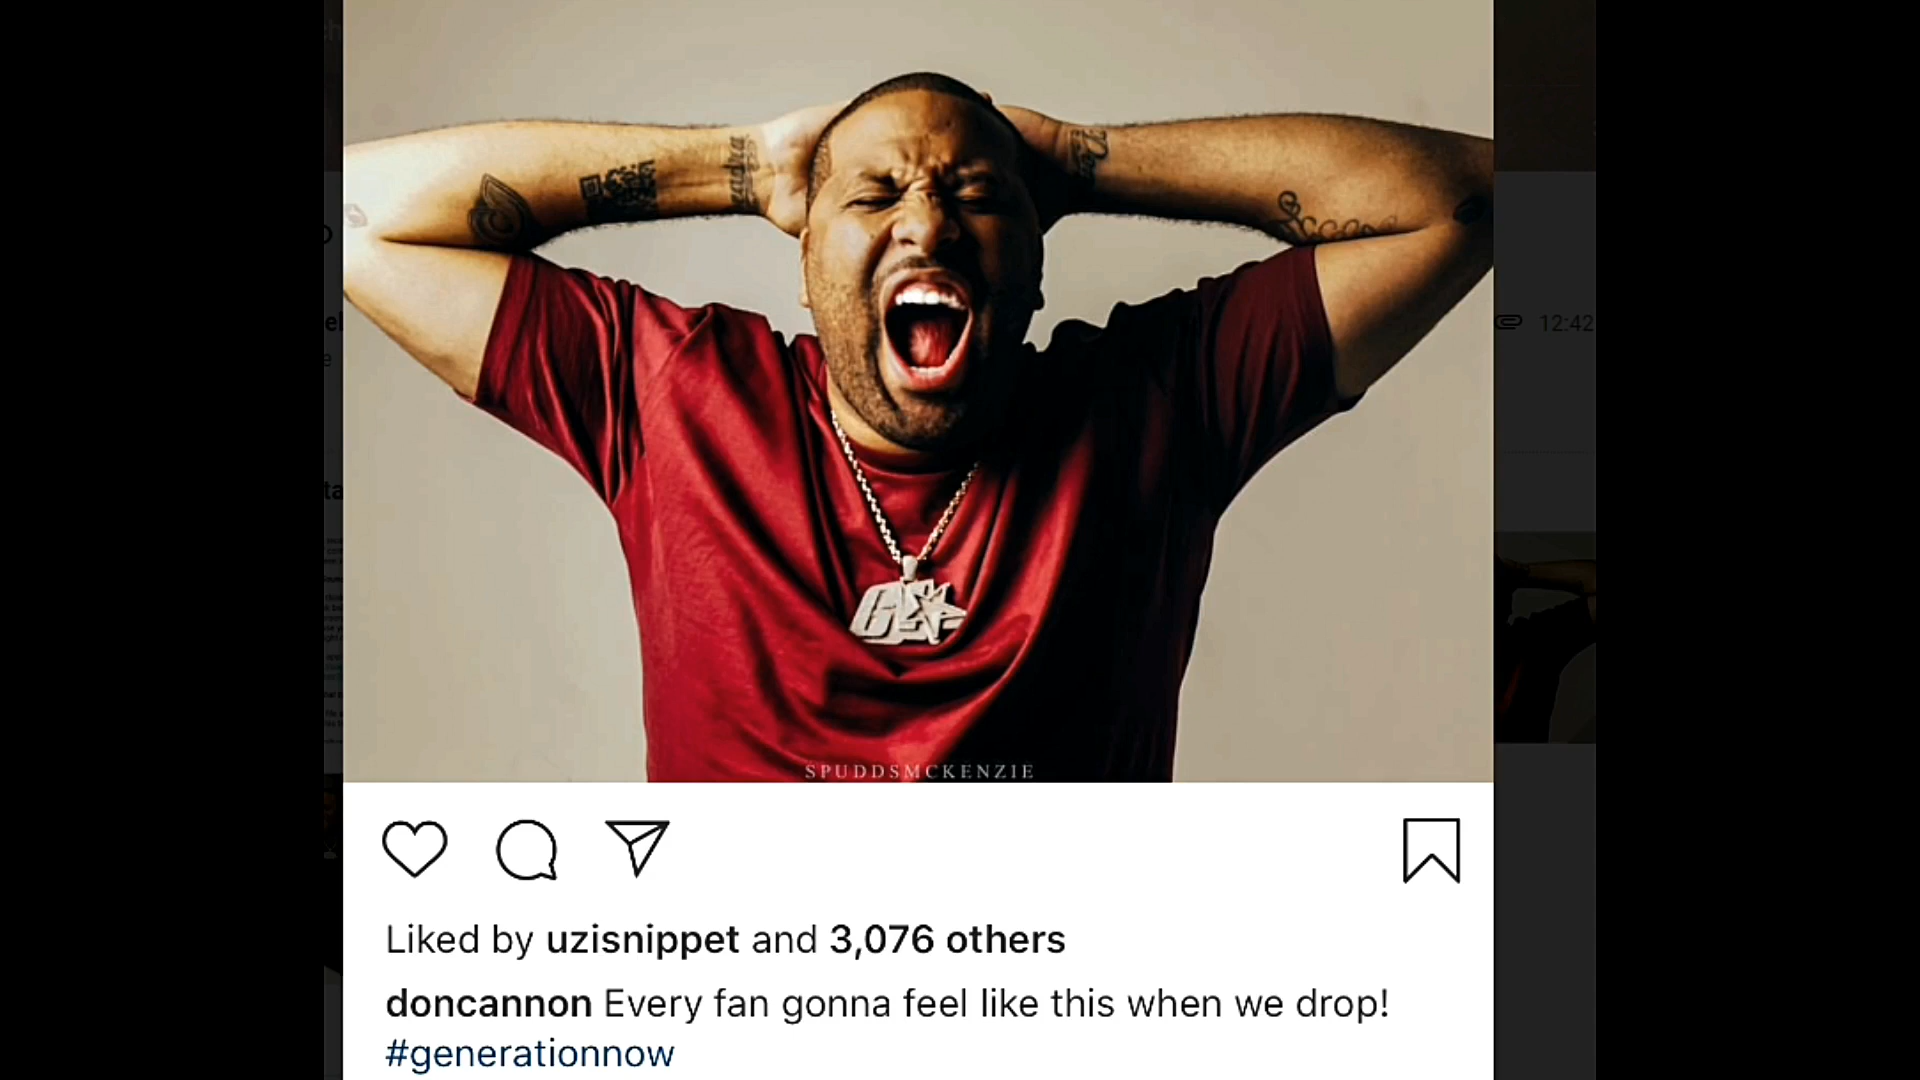 12:42
SPUDDSMCKENZIE
Liked by uzisnippet and 3,076 others
doncannon Every fan gonna feel like this when we drop!
#generationnow